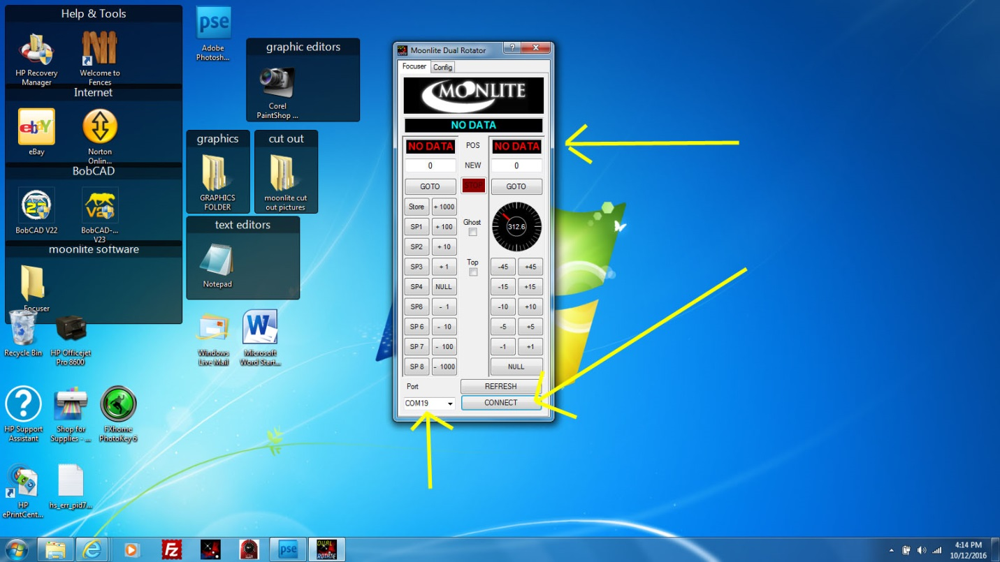 Help & Tools
HP Recovery
Manager
Welcome to
Fences
Internet
eBay
eBay
Norton
Onlin...
BobCAD
BobCAD V22
V23
BobCAD-...
V23
moonlite software
Focuser
Recycle Bin
HP Officejet
Pro 8600
HP Support
Assistant
Shop for
Supplies - ...
FXhome
PhotoKey 6
HP
ePrintCent...
hs_err_pid7...
pse
Adobe
Photosh...
graphic editors
Corel
PaintShop ...
graphics
GRAPHICS
FOLDER
cut out
moonlite cut
out pictures
text editors
Notepad
Windows
Live Mail
W
Microsoft
Word Start...
Moonlite Dual Rotator
?
Focuser
Config
MOONLITE
NO DATA
NO DATA POS NO DATA
0 NEW 0
GOTO STOP GOTO
Store + 1000
SP1 + 100
SP2 + 10
SP3 + 1
SP4 NULL
SP8 - 1
SP 6 - 10
SP 7 - 100
SP 8 - 1000
Ghost
Top
312.6
-45 +45
-15 +15
-10 +10
-5 +5
-1 +1
NULL
Port
REFRESH
COM19
CONNECT
Fz
pse
DUAL
ROTATE
4:14 PM
10/12/2016